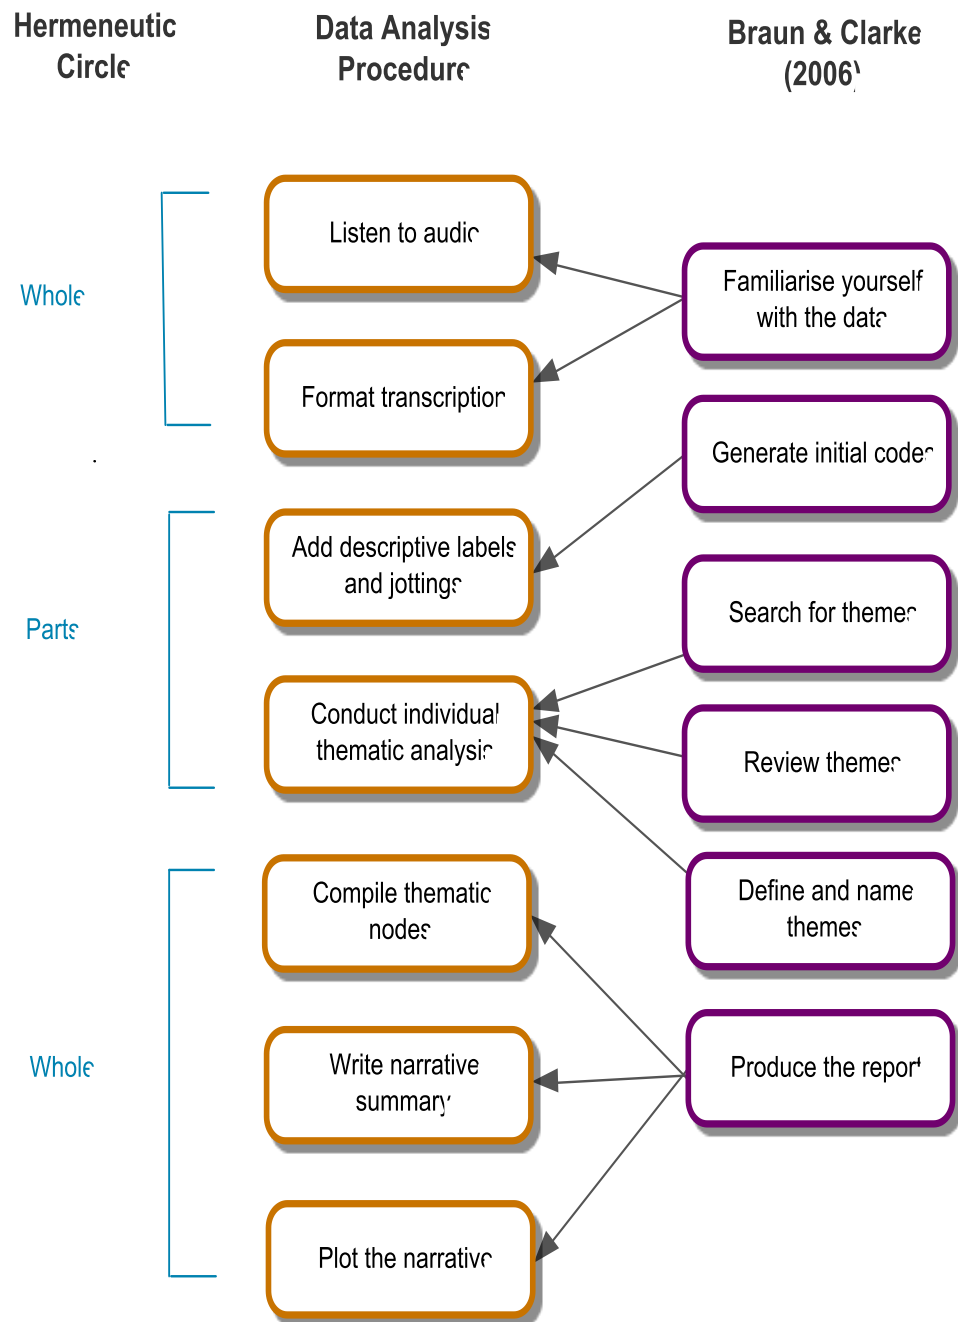 Hermeneutic
Circle
Data Analysis
Procedure
Braun & Clarke
(2006)
Whole
Parts
Whole
Listen to audio
Format transcription
Add descriptive labels
and jottings
Conduct individual
thematic analysis
Compile thematic
nodes
Write narrative
summary
Plot the narrative
Familiarise yourself
with the data
Generate initial codes
Search for themes
Review themes
Define and name
themes
Produce the report